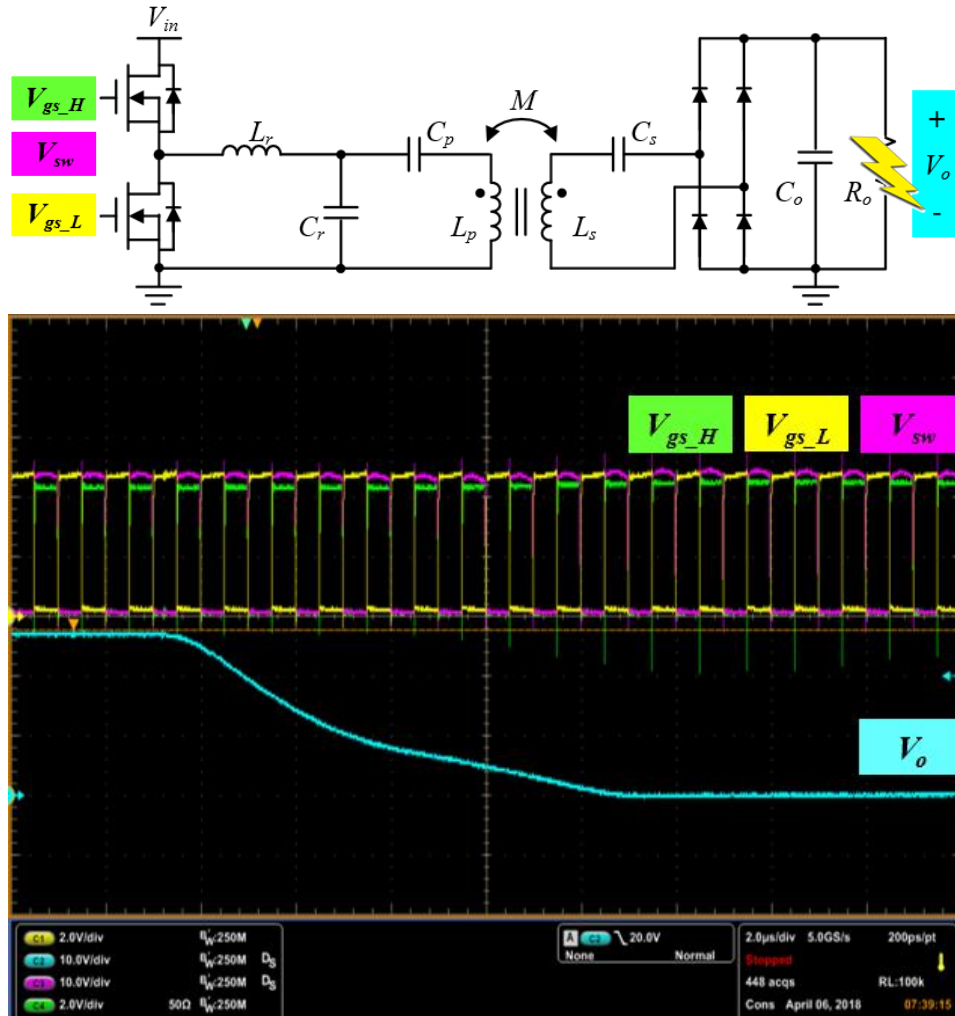 Vin
Vgs_H
Vsw
Vgs_L
Lr
Cr
Cp
M
Lp
Ls
Cs
Co
Ro
+
Vo
-
Vgs_H Vgs_L Vsw
Vo
C1 2.0V/div BW:250M
C2 10.0V/div BW:250M DS
C3 10.0V/div BW:250M DS
C4 2.0V/div 50Ω BW:250M
A C2 20.0V
None Normal
2.0µs/div 5.0GS/s 200ps/pt
Stopped
448 acqs RL:100k
Cons April 06, 2018 07:39:15